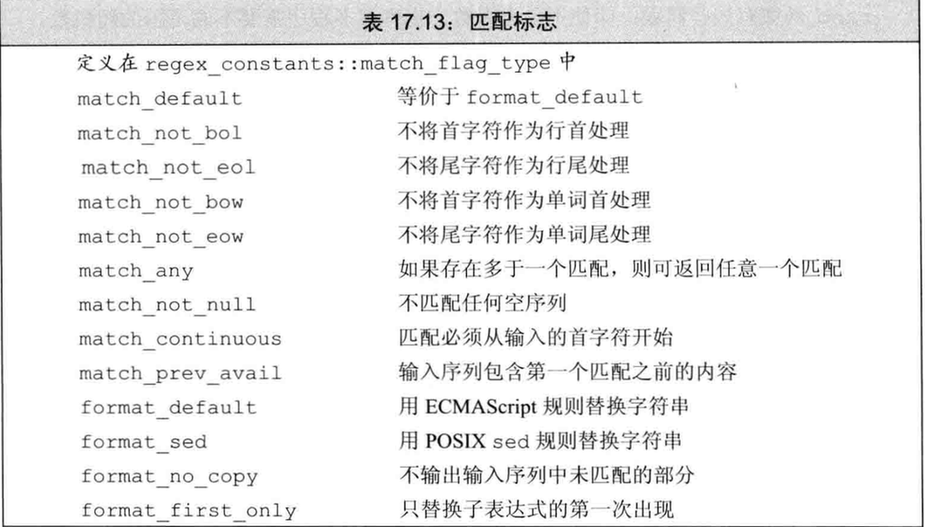 表 17.13：匹配标志
定义在 regex_constants::match_flag_type 中
match_default 等价于 format_default
match_not_bol 不将首字符作为行首处理
match_not_eol 不将尾字符作为行尾处理
match_not_bow 不将首字符作为单词首处理
match_not_eow 不将尾字符作为单词尾处理
match_any 如果存在多于一个匹配，则可返回任意一个匹配
match_not_null 不匹配任何空序列
match_continuous 匹配必须从输入的首字符开始
match_prev_avail 输入序列包含第一个匹配之前的内容
format_default 用 ECMAScript 规则替换字符串
format_sed 用 POSIX sed 规则替换字符串
format_no_copy 不输出输入序列中未匹配的部分
format_first_only 只替换子表达式的第一次出现